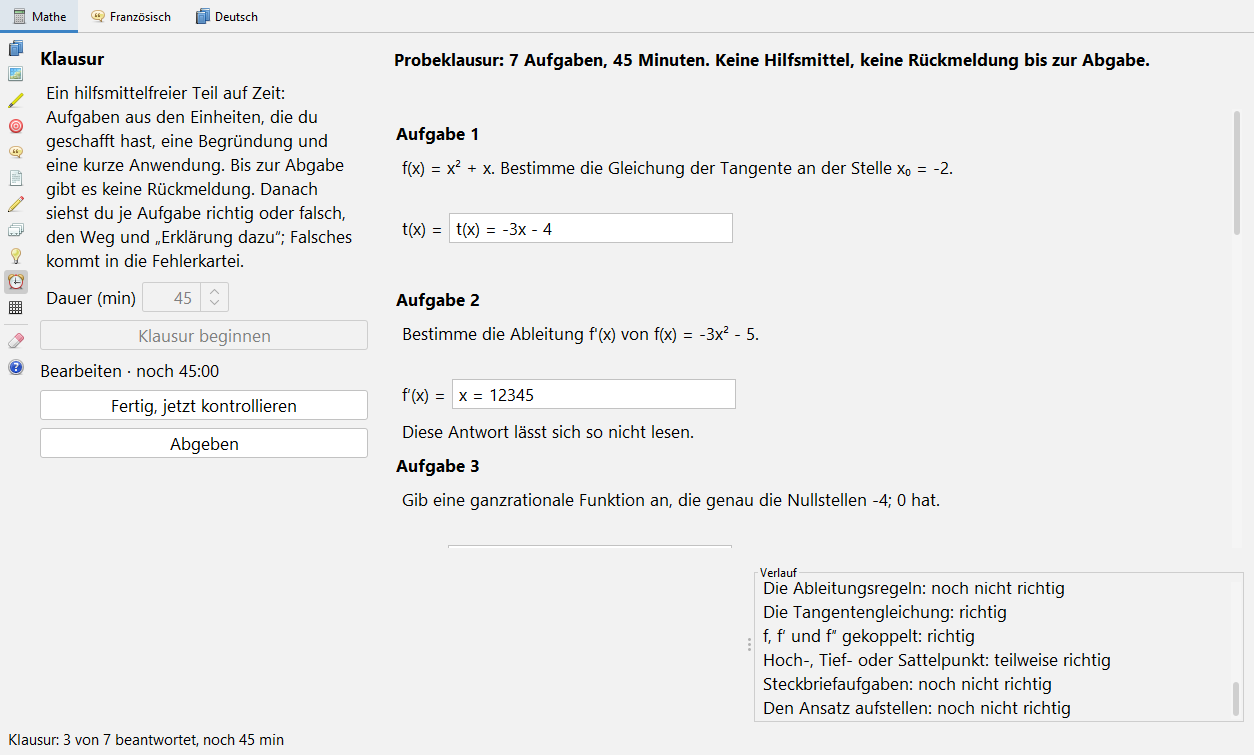 Mathe
Französisch
Deutsch
Klausur
Ein hilfsmittelfreier Teil auf Zeit:
Aufgaben aus den Einheiten, die du
geschafft hast, eine Begründung und
eine kurze Anwendung. Bis zur Abgabe
gibt es keine Rückmeldung. Danach
siehst du je Aufgabe richtig oder falsch,
den Weg und „Erklärung dazu“; Falsches
kommt in die Fehlerkartei.
Dauer (min) 45
Klausur beginnen
Bearbeiten · noch 45:00
Fertig, jetzt kontrollieren
Abgeben
Probeklausur: 7 Aufgaben, 45 Minuten. Keine Hilfsmittel, keine Rückmeldung bis zur Abgabe.
Aufgabe 1
f(x) = x² + x. Bestimme die Gleichung der Tangente an der Stelle x₀ = -2.
t(x) = t(x) = -3x - 4
Aufgabe 2
Bestimme die Ableitung f′(x) von f(x) = -3x² - 5.
f′(x) = x = 12345
Diese Antwort lässt sich so nicht lesen.
Aufgabe 3
Gib eine ganzrationale Funktion an, die genau die Nullstellen -4; 0 hat.
Verlauf
Die Ableitungsregeln: noch nicht richtig
Die Tangentengleichung: richtig
f, f′ und f″ gekoppelt: richtig
Hoch-, Tief- oder Sattelpunkt: teilweise richtig
Steckbriefaufgaben: noch nicht richtig
Den Ansatz aufstellen: noch nicht richtig
Klausur: 3 von 7 beantwortet, noch 45 min